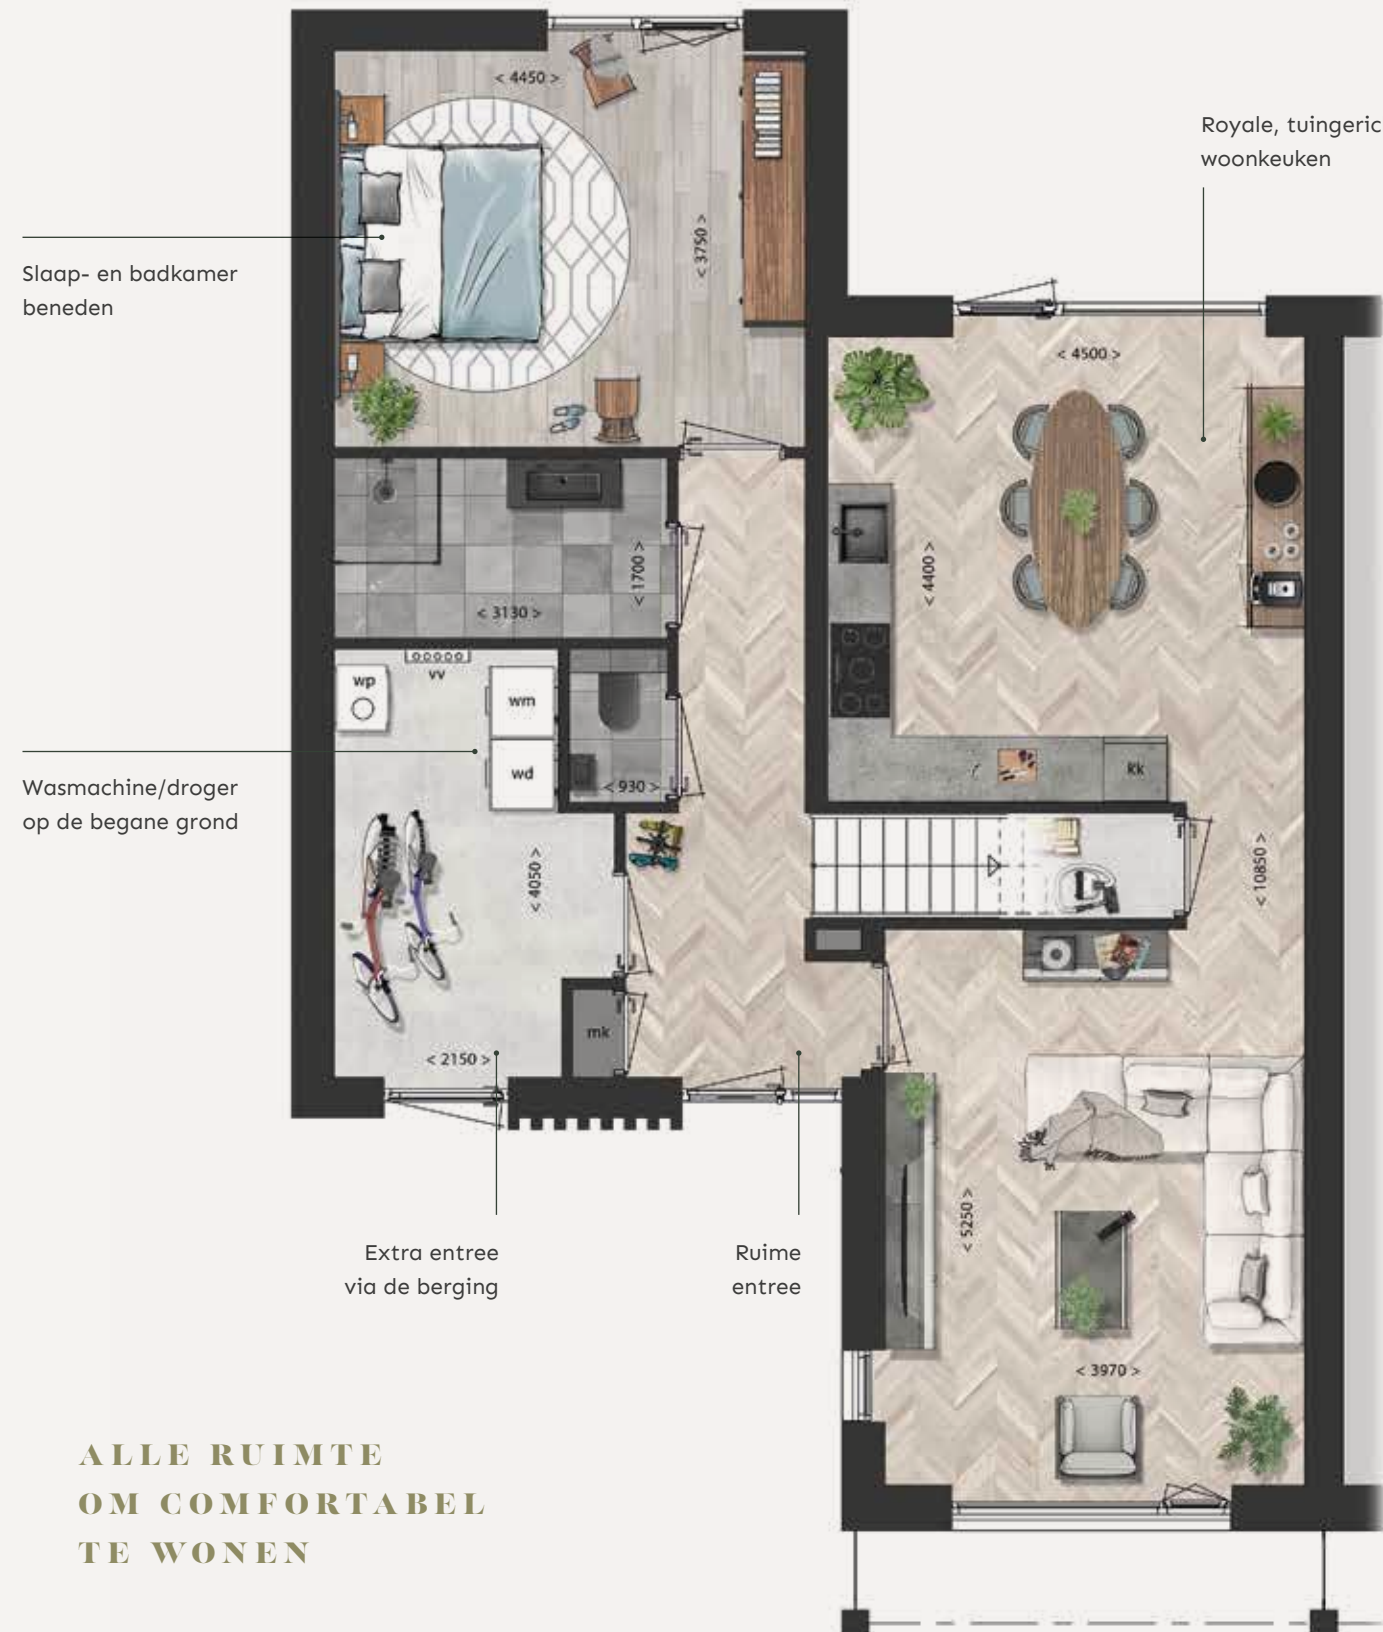 < 4450 >
Royale, tuingeric
woonkeuken
< 3750 >
Slaap- en badkamer
beneden
< 4500 >
< 4400 >
< 1700 >
< 3130 >
vv
wp
wm
wd
< 930 >
kk
Wasmachine/droger
op de begane grond
< 4050 >
< 10850 >
mk
< 2150 >
< 5250 >
Extra entree
via de berging
Ruime
entree
< 3970 >
ALLE RUIMTE
OM COMFORTABEL
TE WONEN